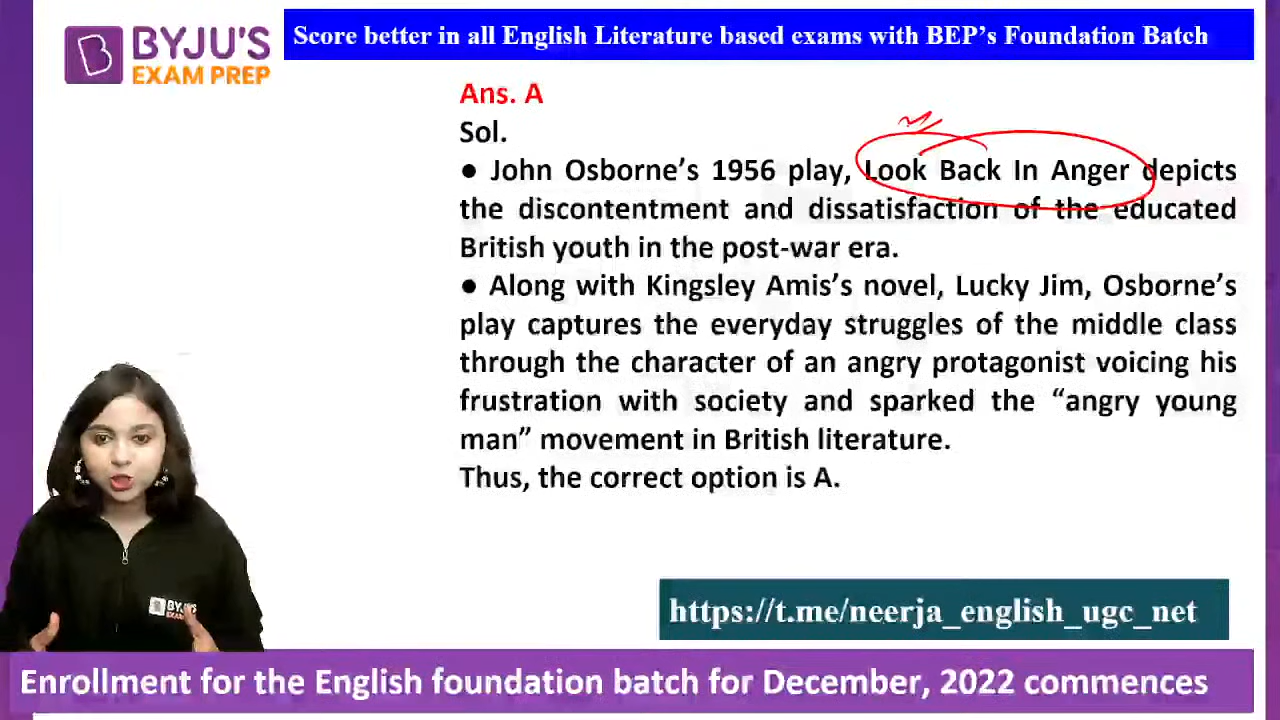 BYJU'S
EXAM PREP
Score better in all English Literature based exams with BEP's Foundation Batch
Ans. A
Sol.
● John Osborne's 1956 play, Look Back In Anger depicts
the discontentment and dissatisfaction of the educated
British youth in the post-war era.
● Along with Kingsley Amis's novel, Lucky Jim, Osborne's
play captures the everyday struggles of the middle class
through the character of an angry protagonist voicing his
frustration with society and sparked the “angry young
man” movement in British literature.
Thus, the correct option is A.
BYJU'S
EXAM
https://t.me/neerja_english_ugc_net
Enrollment for the English foundation batch for December, 2022 commences